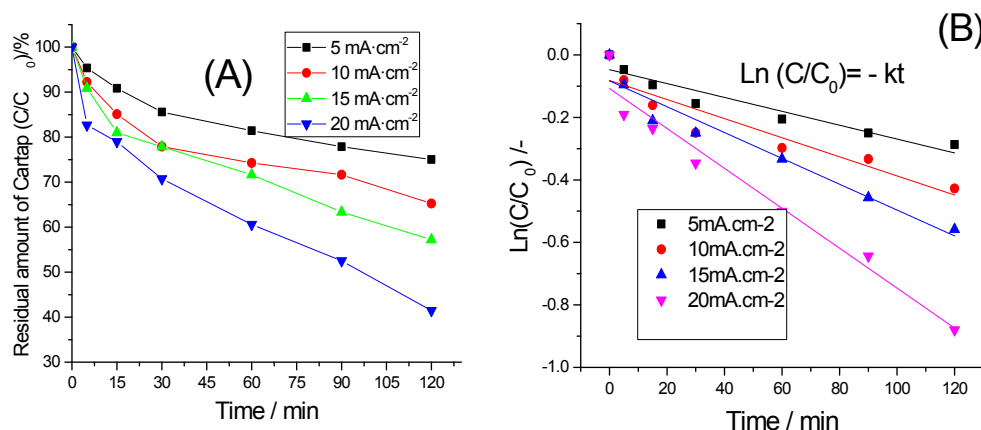 (A)
5 mA·cm-2
10 mA·cm-2
15 mA·cm-2
20 mA·cm-2
Residual amount of Cartap (C/C0)/%
100
90
80
70
60
50
40
30
0 15 30 45 60 75 90 105 120
Time / min
(B)
Ln (C/C0)= - kt
5mA.cm-2
10mA.cm-2
15mA.cm-2
20mA.cm-2
Ln(C/C0) /-
0.0
-0.2
-0.4
-0.6
-0.8
-1.0
0 20 40 60 80 100 120
Time / min